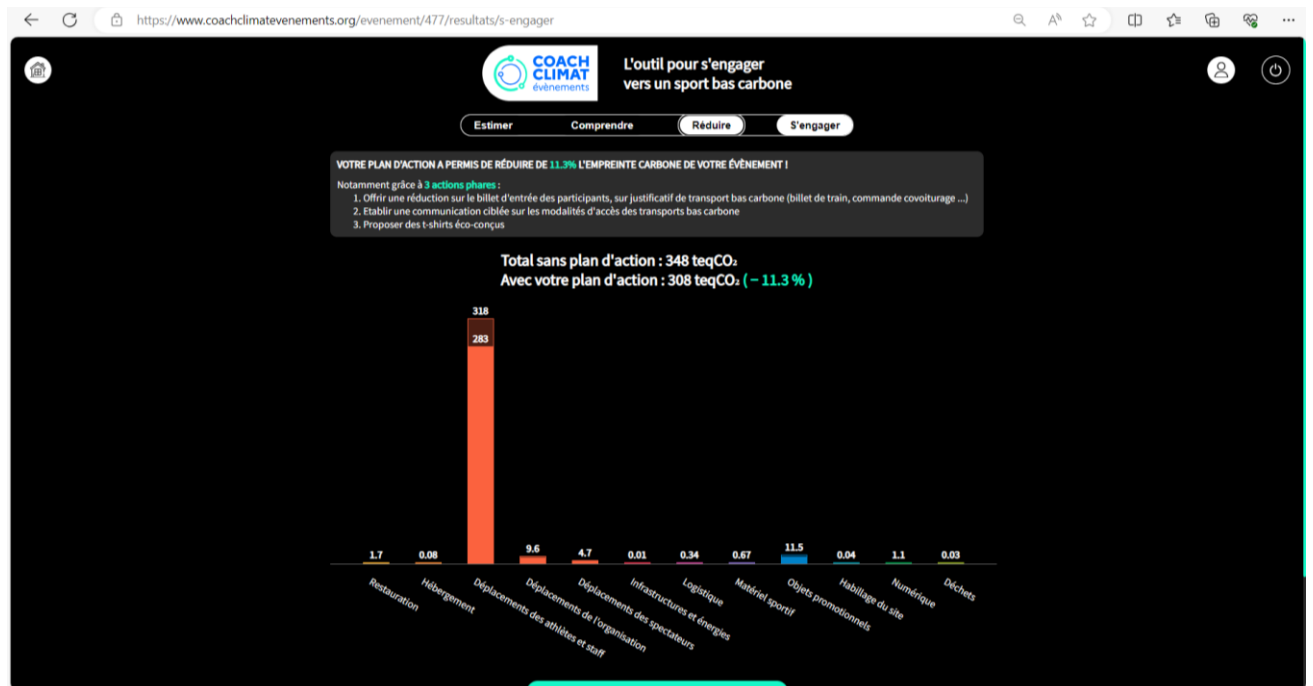 https://www.coachclimatevenements.org/evenement/477/resultats/s-engager
COACH
CLIMAT
évènements
L'outil pour s'engager
vers un sport bas carbone
Estimer
Comprendre
Réduire
S'engager
VOTRE PLAN D'ACTION A PERMIS DE RÉDUIRE DE 11.3% L'EMPREINTE CARBONE DE VOTRE ÉVÈNEMENT !
Notamment grâce à 3 actions phares :
1. Offrir une réduction sur le billet d'entrée des participants, sur justificatif de transport bas carbone (billet de train, commande covoiturage ...)
2. Etablir une communication ciblée sur les modalités d'accès des transports bas carbone
3. Proposer des t-shirts éco-conçus
Total sans plan d'action : 348 teqCO₂
Avec votre plan d'action : 308 teqCO₂ ( − 11.3 % )
318
283
1.7
0.08
9.6
4.7
0.01
0.34
0.67
11.5
0.04
1.1
0.03
Restauration
Hébergement
Déplacements des athlètes et staff
Déplacements de l'organisation
Déplacements des spectateurs
Infrastructures et énergies
Logistique
Matériel sportif
Objets promotionnels
Habillage du site
Numérique
Déchets